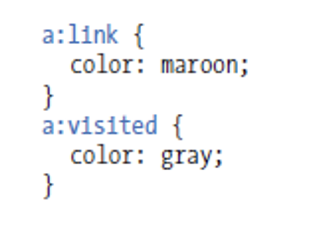 a:link {
  color: maroon;
}
a:visited {
  color: gray;
}